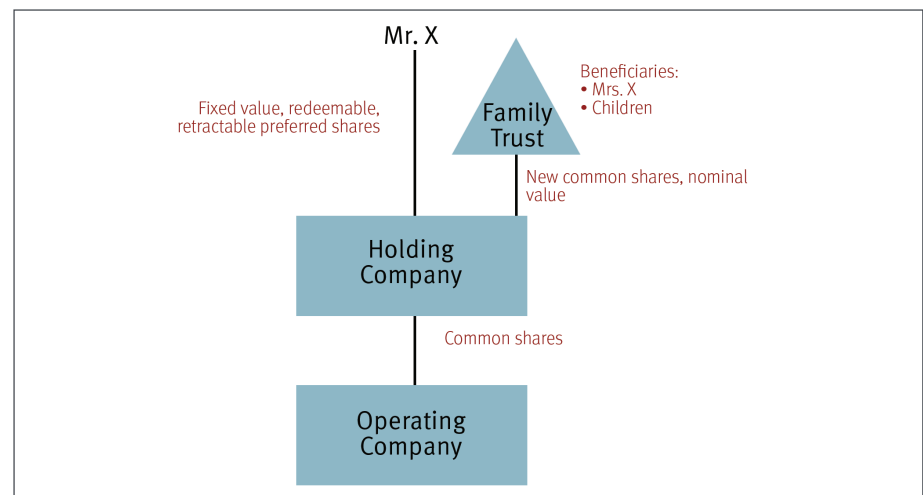 Mr. X
Beneficiaries:
• Mrs. X
• Children
Fixed value, redeemable,
retractable preferred shares
Family
Trust
New common shares, nominal
value
Holding
Company
Common shares
Operating
Company